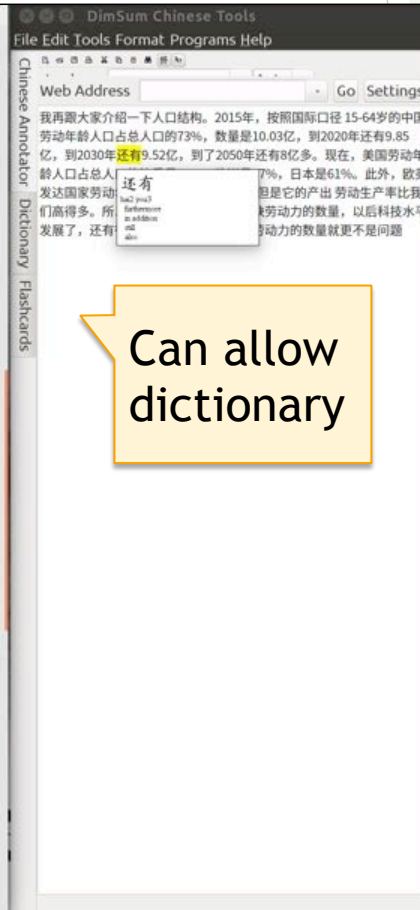 DimSum Chinese Tools
File Edit Tools Format Programs Help
Web Address Go Settings
Chinese Annotator
Dictionary
Flashcards
我再跟大家介绍一下人口结构。2015年，按照国际口径 15-64岁的中国
劳动年龄人口占总人口的73%，数量是10.03亿，到2020年还有9.85
亿，到2030年还有9.52亿，到了2050年还有8亿多。现在，美国劳动年
龄人口占总人 7%，日本是61%。此外，欧美
发达国家劳动 但是它的产出 劳动生产率比我
们高得多。所 劳动力的数量，以后科技水平
发展了，还有 劳动力的数量就更不是问题
还有
hai2 you3
furthermore
in addition
still
also
Can allow
dictionary